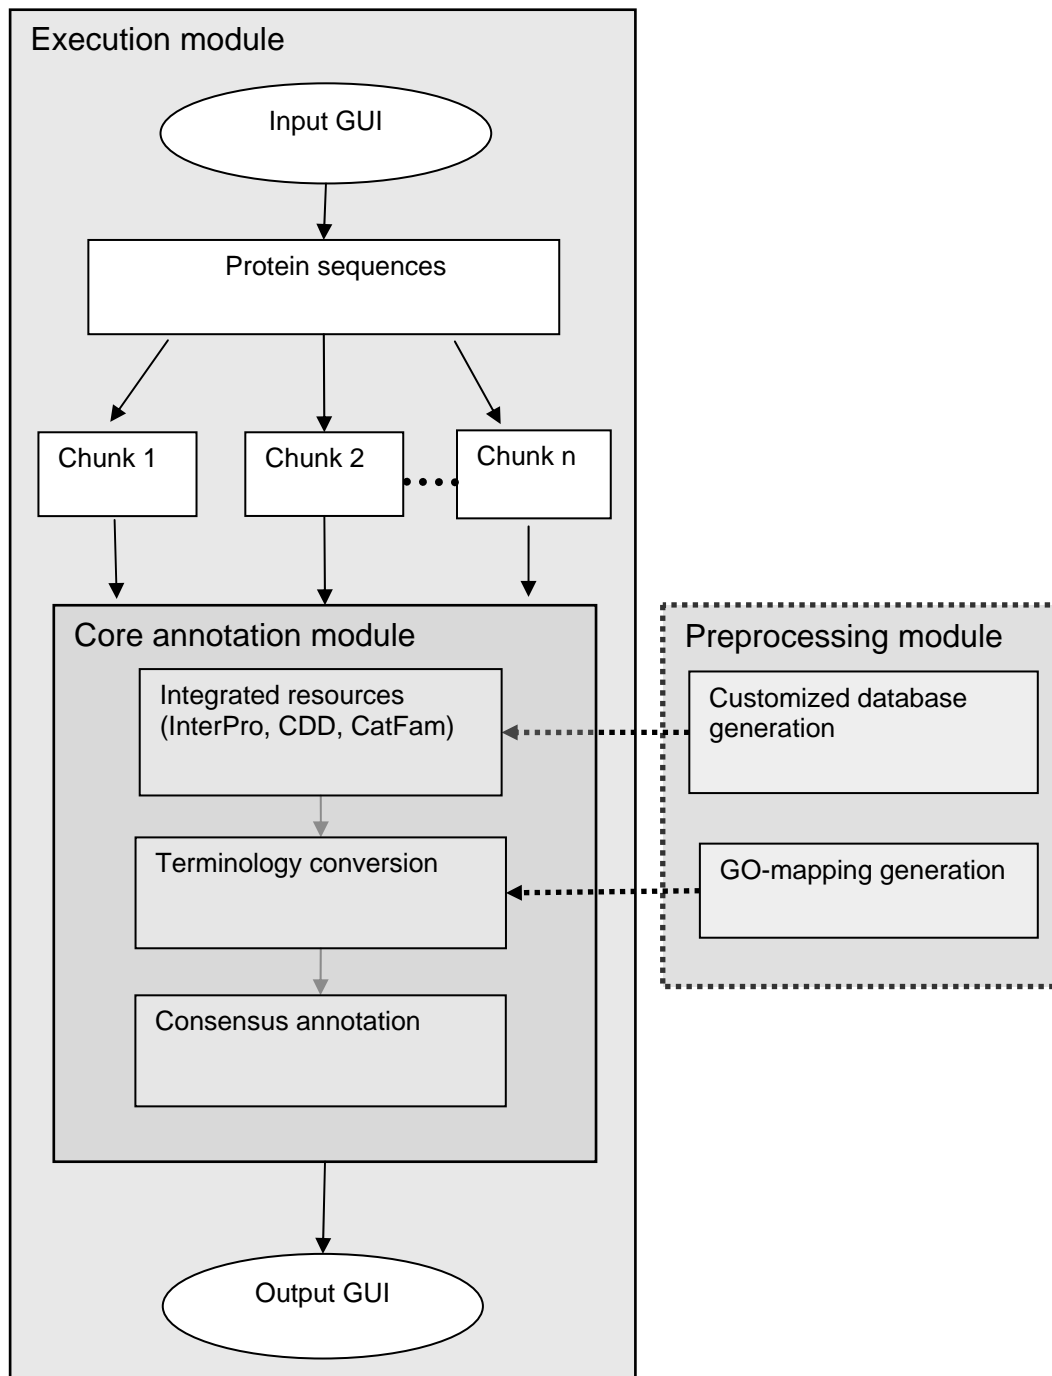 Execution module
Input GUI
Protein sequences
Chunk 1
Chunk 2
Chunk n
Core annotation module
Integrated resources
(InterPro, CDD, CatFam)
Terminology conversion
Consensus annotation
Preprocessing module
Customized database
generation
GO-mapping generation
Output GUI